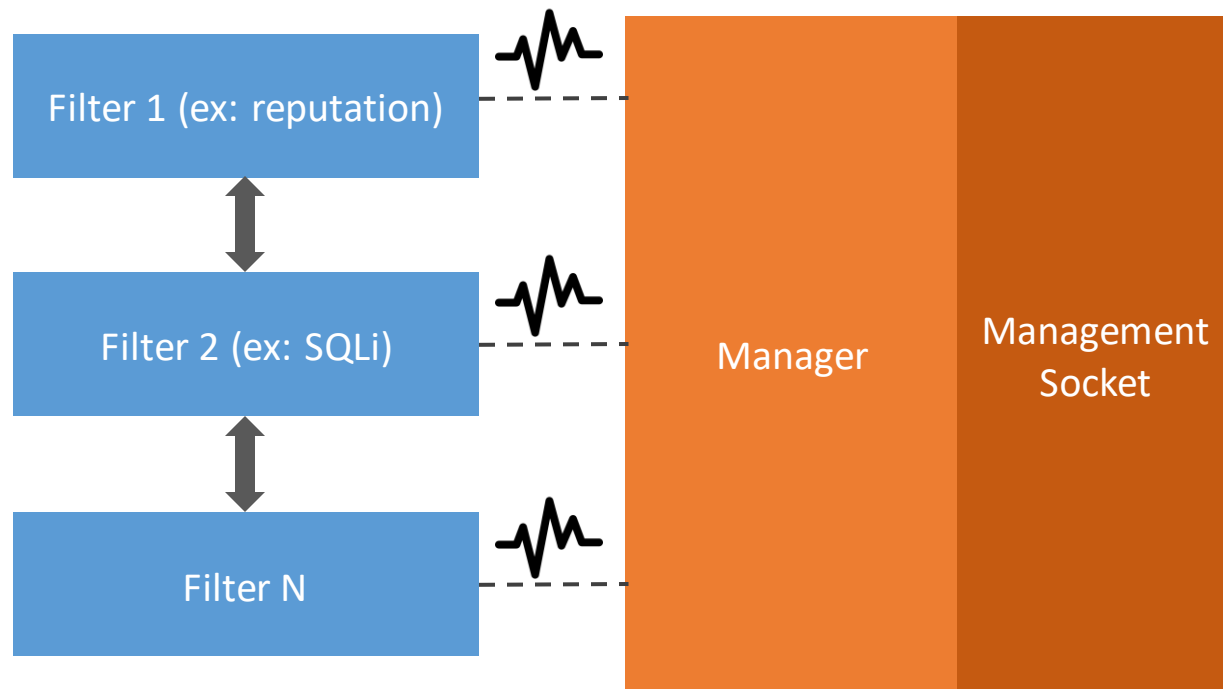 Filter 1 (ex: reputation)
Filter 2 (ex: SQLi)
Filter N
Manager
Management
Socket